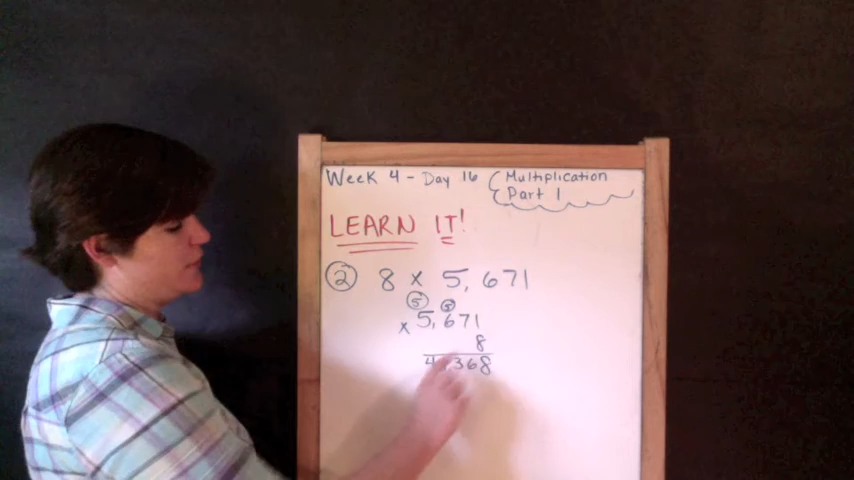 Week 4 - Day 16
Multiplication
Part 1
LEARN IT!
② 8 x 5,671
⑤ ⑤
5,671
x 8
4 368